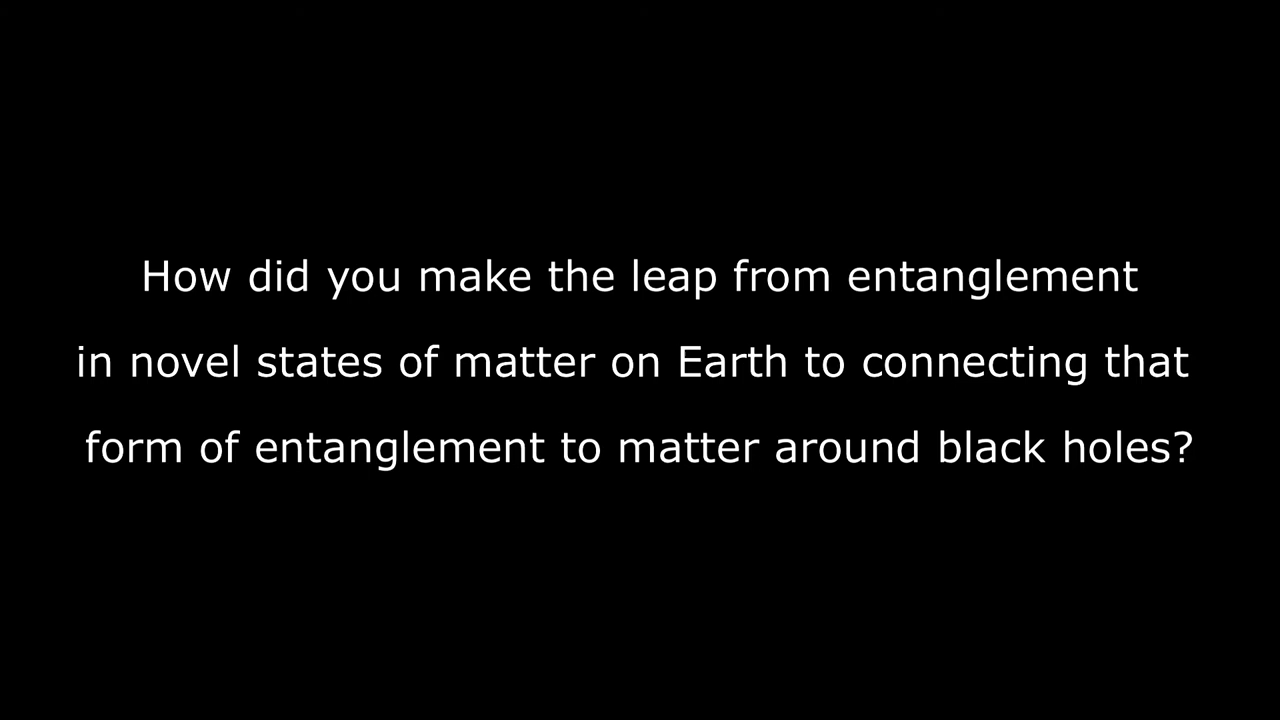 How did you make the leap from entanglement
in novel states of matter on Earth to connecting that
form of entanglement to matter around black holes?